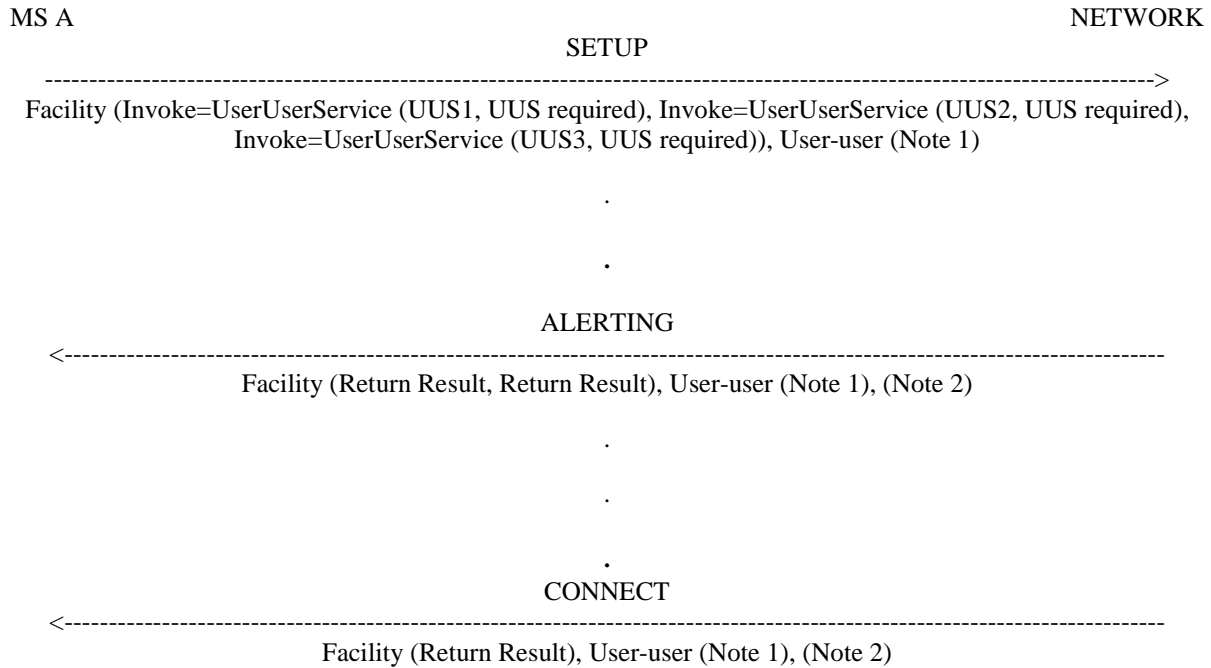 MS A NETWORK
SETUP
------------------------------------------------------------------------------------------------------------------------------>
Facility (Invoke=UserUserService (UUS1, UUS required), Invoke=UserUserService (UUS2, UUS required),
Invoke=UserUserService (UUS3, UUS required)), User-user (Note 1)
.
.
ALERTING
<-----------------------------------------------------------------------------------------------------------------------------
Facility (Return Result, Return Result), User-user (Note 1), (Note 2)
.
.
.
CONNECT
<-----------------------------------------------------------------------------------------------------------------------------
Facility (Return Result), User-user (Note 1), (Note 2)